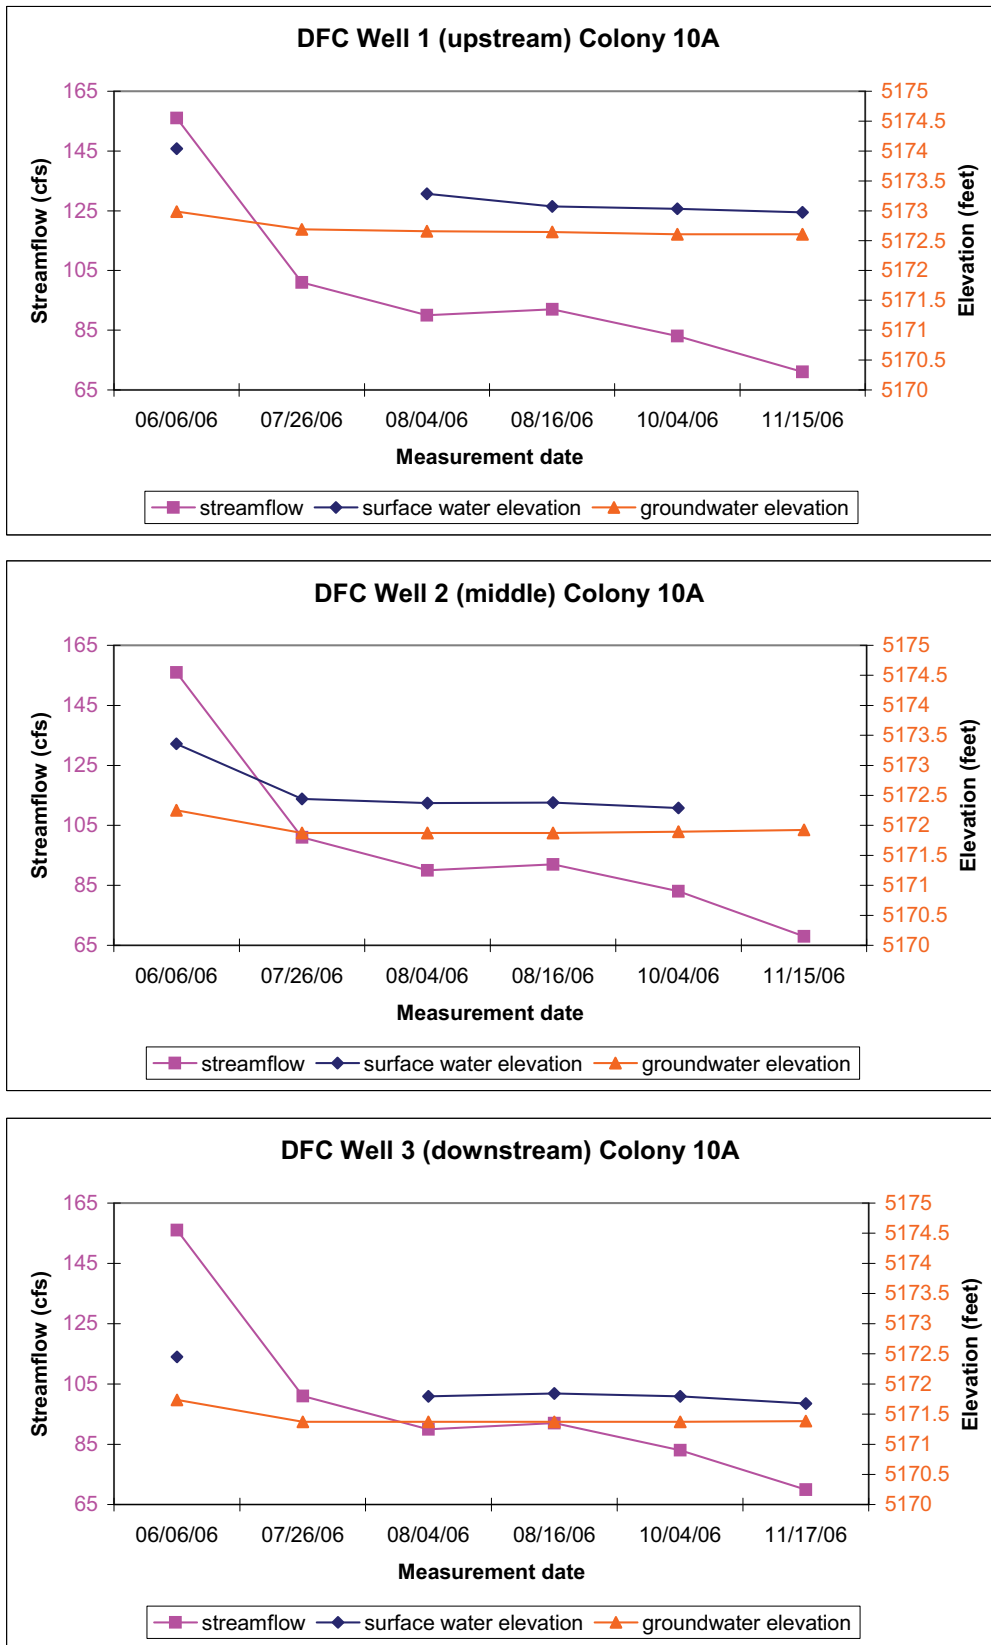 DFC Well 1 (upstream) Colony 10A
165 5175
5174.5
145 5174
5173.5
125 5173
5172.5
105 5172
5171.5
85 5171
5170.5
65 5170
Streamflow (cfs)
Elevation (feet)
06/06/06 07/26/06 08/04/06 08/16/06 10/04/06 11/15/06
Measurement date
streamflow surface water elevation groundwater elevation
DFC Well 2 (middle) Colony 10A
165 5175
5174.5
145 5174
5173.5
125 5173
5172.5
105 5172
5171.5
85 5171
5170.5
65 5170
Streamflow (cfs)
Elevation (feet)
06/06/06 07/26/06 08/04/06 08/16/06 10/04/06 11/15/06
Measurement date
streamflow surface water elevation groundwater elevation
DFC Well 3 (downstream) Colony 10A
165 5175
5174.5
145 5174
5173.5
125 5173
5172.5
105 5172
5171.5
85 5171
5170.5
65 5170
Streamflow (cfs)
Elevation (feet)
06/06/06 07/26/06 08/04/06 08/16/06 10/04/06 11/17/06
Measurement date
streamflow surface water elevation groundwater elevation